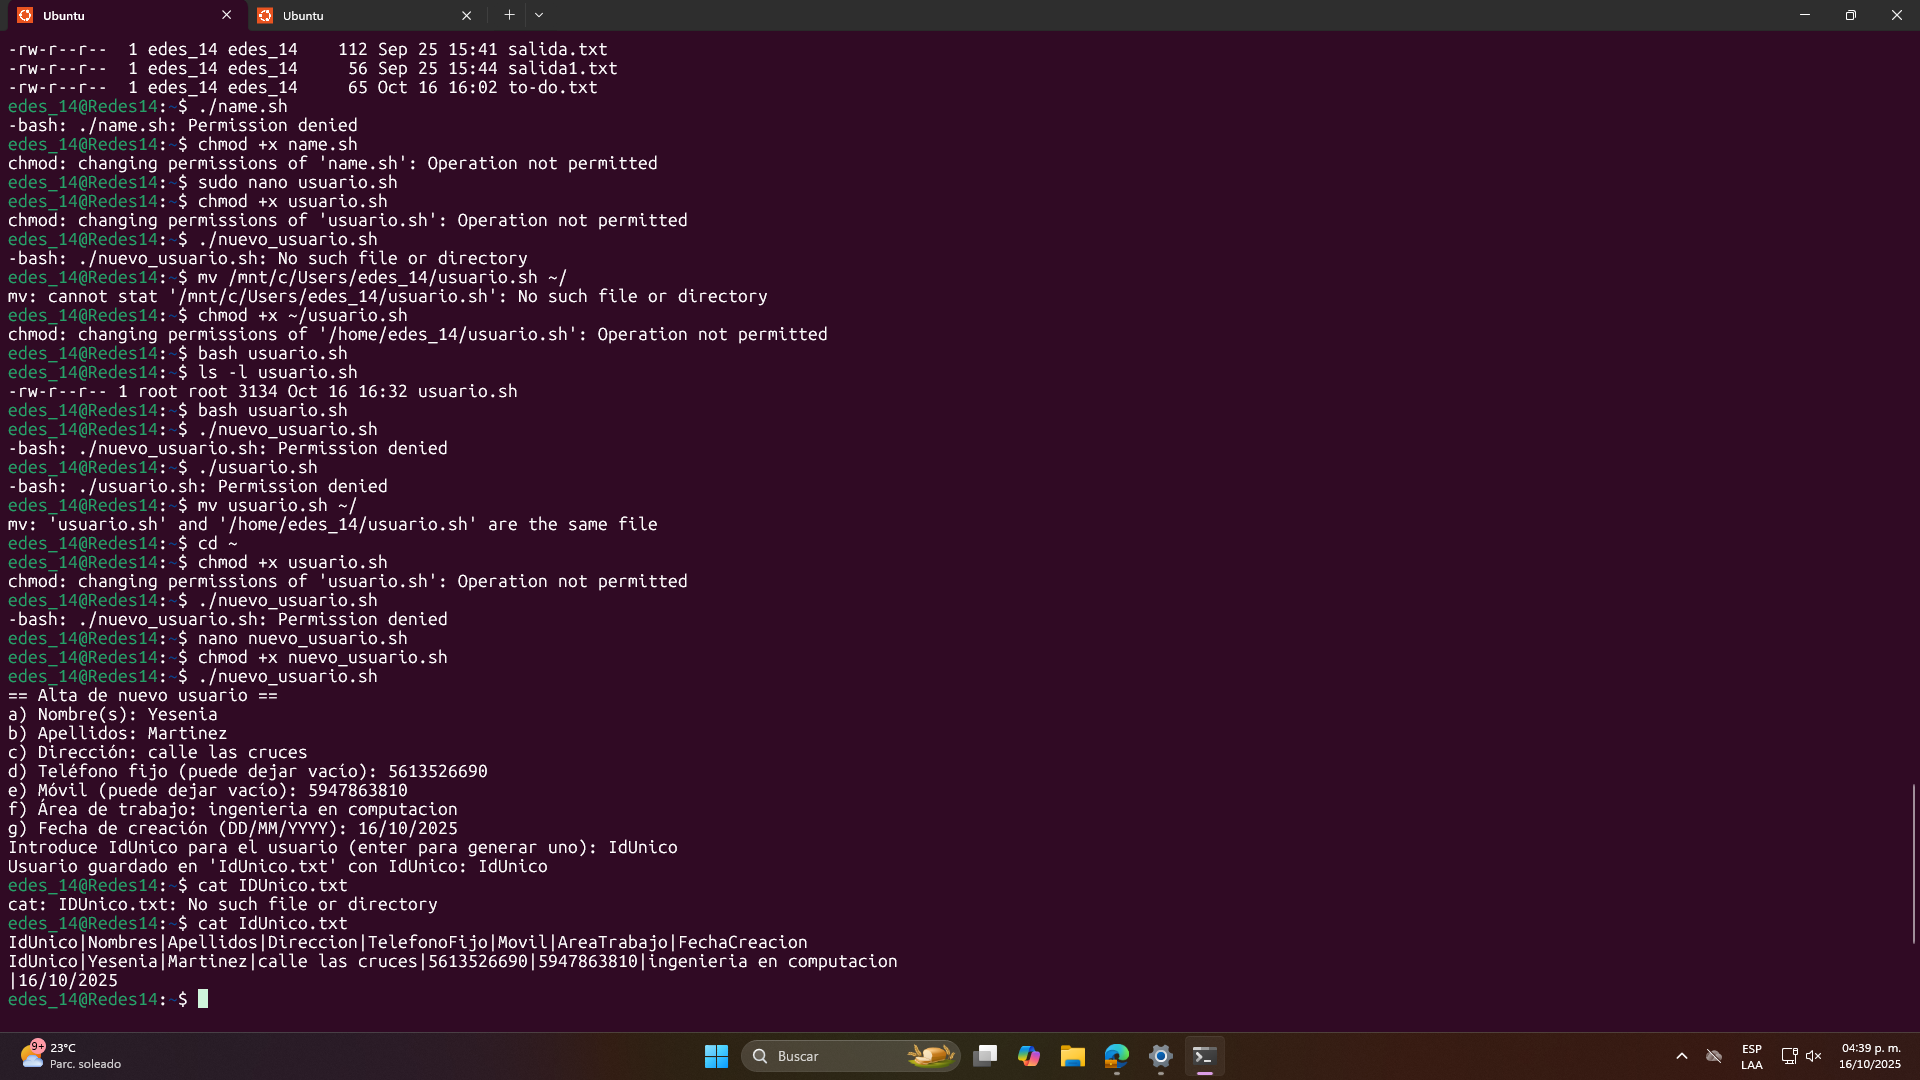 Ubuntu
Ubuntu
-rw-r--r--  1 edes_14 edes_14    112 Sep 25 15:41 salida.txt
-rw-r--r--  1 edes_14 edes_14     56 Sep 25 15:44 salida1.txt
-rw-r--r--  1 edes_14 edes_14     65 Oct 16 16:02 to-do.txt
edes_14@Redes14:~$ ./name.sh
-bash: ./name.sh: Permission denied
edes_14@Redes14:~$ chmod +x name.sh
chmod: changing permissions of 'name.sh': Operation not permitted
edes_14@Redes14:~$ sudo nano usuario.sh
edes_14@Redes14:~$ chmod +x usuario.sh
chmod: changing permissions of 'usuario.sh': Operation not permitted
edes_14@Redes14:~$ ./nuevo_usuario.sh
-bash: ./nuevo_usuario.sh: No such file or directory
edes_14@Redes14:~$ mv /mnt/c/Users/edes_14/usuario.sh ~/
mv: cannot stat '/mnt/c/Users/edes_14/usuario.sh': No such file or directory
edes_14@Redes14:~$ chmod +x ~/usuario.sh
chmod: changing permissions of '/home/edes_14/usuario.sh': Operation not permitted
edes_14@Redes14:~$ bash usuario.sh
edes_14@Redes14:~$ ls -l usuario.sh
-rw-r--r-- 1 root root 3134 Oct 16 16:32 usuario.sh
edes_14@Redes14:~$ bash usuario.sh
edes_14@Redes14:~$ ./nuevo_usuario.sh
-bash: ./nuevo_usuario.sh: Permission denied
edes_14@Redes14:~$ ./usuario.sh
-bash: ./usuario.sh: Permission denied
edes_14@Redes14:~$ mv usuario.sh ~/
mv: 'usuario.sh' and '/home/edes_14/usuario.sh' are the same file
edes_14@Redes14:~$ cd ~
edes_14@Redes14:~$ chmod +x usuario.sh
chmod: changing permissions of 'usuario.sh': Operation not permitted
edes_14@Redes14:~$ ./nuevo_usuario.sh
-bash: ./nuevo_usuario.sh: Permission denied
edes_14@Redes14:~$ nano nuevo_usuario.sh
edes_14@Redes14:~$ chmod +x nuevo_usuario.sh
edes_14@Redes14:~$ ./nuevo_usuario.sh
== Alta de nuevo usuario ==
a) Nombre(s): Yesenia
b) Apellidos: Martinez
c) Dirección: calle las cruces
d) Teléfono fijo (puede dejar vacío): 5613526690
e) Móvil (puede dejar vacío): 5947863810
f) Área de trabajo: ingenieria en computacion
g) Fecha de creación (DD/MM/YYYY): 16/10/2025
Introduce IdUnico para el usuario (enter para generar uno): IdUnico
Usuario guardado en 'IdUnico.txt' con IdUnico: IdUnico
edes_14@Redes14:~$ cat IDUnico.txt
cat: IDUnico.txt: No such file or directory
edes_14@Redes14:~$ cat IdUnico.txt
IdUnico|Nombres|Apellidos|Direccion|TelefonoFijo|Movil|AreaTrabajo|FechaCreacion
IdUnico|Yesenia|Martinez|calle las cruces|5613526690|5947863810|ingenieria en computacion
|16/10/2025
edes_14@Redes14:~$
9+
23°C
Parc. soleado
Buscar
ESP
LAA
04:39 p. m.
16/10/2025